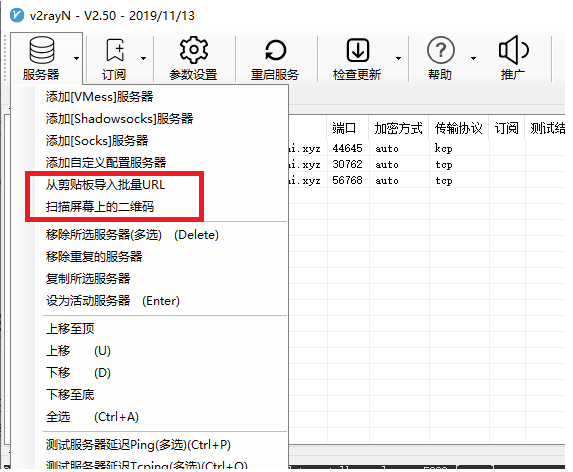 v2rayN - V2.50 - 2019/11/13
服务器 订阅 参数设置 重启服务 检查更新 帮助 推广
添加[VMess]服务器
添加[Shadowsocks]服务器
添加[Socks]服务器
添加自定义配置服务器
从剪贴板导入批量URL
扫描屏幕上的二维码
移除所选服务器(多选) (Delete)
移除重复的服务器
复制所选服务器
设为活动服务器 (Enter)
上移至顶
上移 (U)
下移 (D)
下移至底
全选 (Ctrl+A)
测试服务器延迟Ping(多选)(Ctrl+P)
测试服务器延迟Tcping(多选)(Ctrl+O)
端口 加密方式 传输协议 订阅 测试结
ai.xyz 44645 auto kcp
ai.xyz 30762 auto tcp
ai.xyz 56768 auto tcp